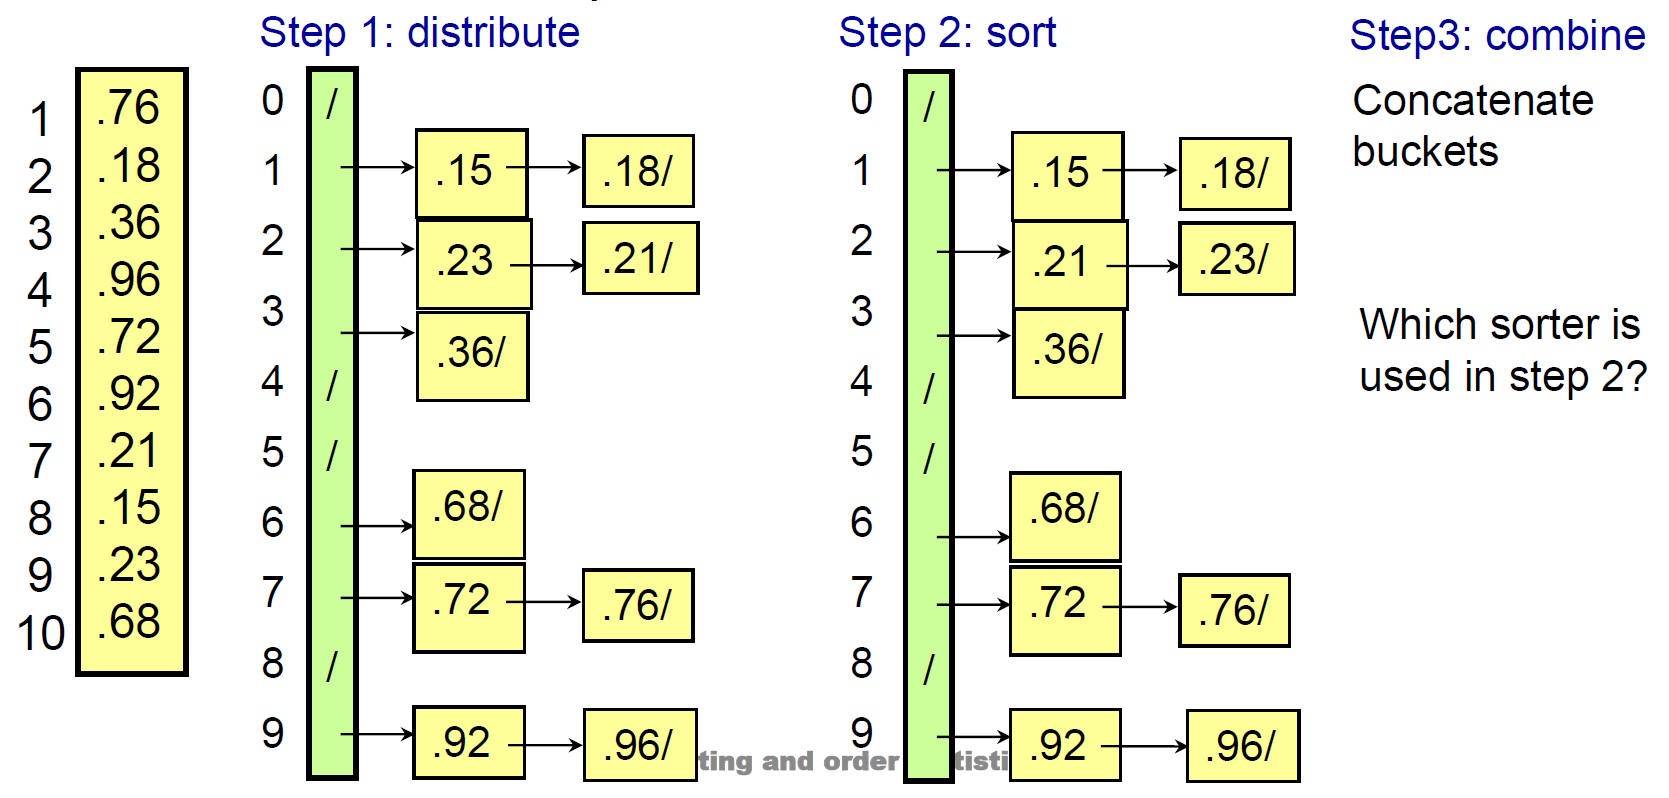 Step 1: distribute
Step 2: sort
Step3: combine
1 .76
2 .18
3 .36
4 .96
5 .72
6 .92
7 .21
8 .15
9 .23
10 .68
0 /
1 .15 .18/
2 .23 .21/
3 .36/
4 /
5 /
6 .68/
7 .72 .76/
8 /
9 .92 .96/
0 /
1 .15 .18/
2 .21 .23/
3 .36/
4 /
5 /
6 .68/
7 .72 .76/
8 /
9 .92 .96/
Concatenate
buckets
Which sorter is
used in step 2?
and order